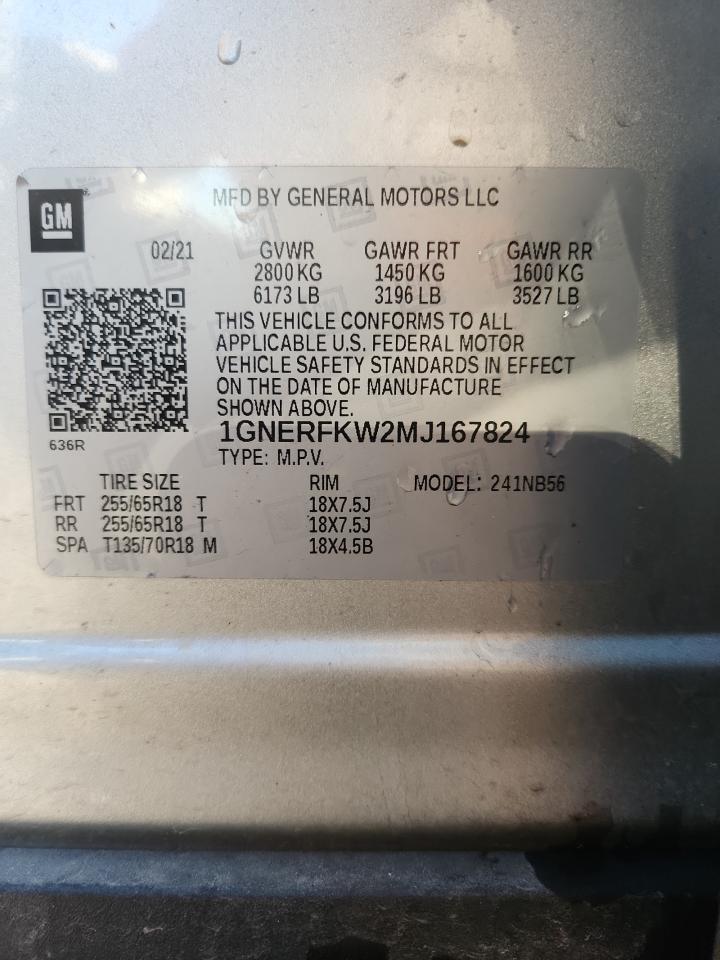 GM
MFD BY GENERAL MOTORS LLC
02/21 GVWR GAWR FRT GAWR RR
2800 KG 1450 KG 1600 KG
6173 LB 3196 LB 3527 LB
THIS VEHICLE CONFORMS TO ALL
APPLICABLE U.S. FEDERAL MOTOR
VEHICLE SAFETY STANDARDS IN EFFECT
ON THE DATE OF MANUFACTURE
SHOWN ABOVE.
636R
1GNERFKW2MJ167824
TYPE: M.P.V.
TIRE SIZE RIM MODEL: 241NB56
FRT 255/65R18 T 18X7.5J
RR 255/65R18 T 18X7.5J
SPA T135/70R18 M 18X4.5B